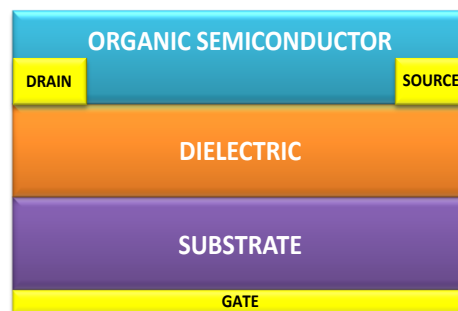 ORGANIC SEMICONDUCTOR
DRAIN
SOURCE
DIELECTRIC
SUBSTRATE
GATE